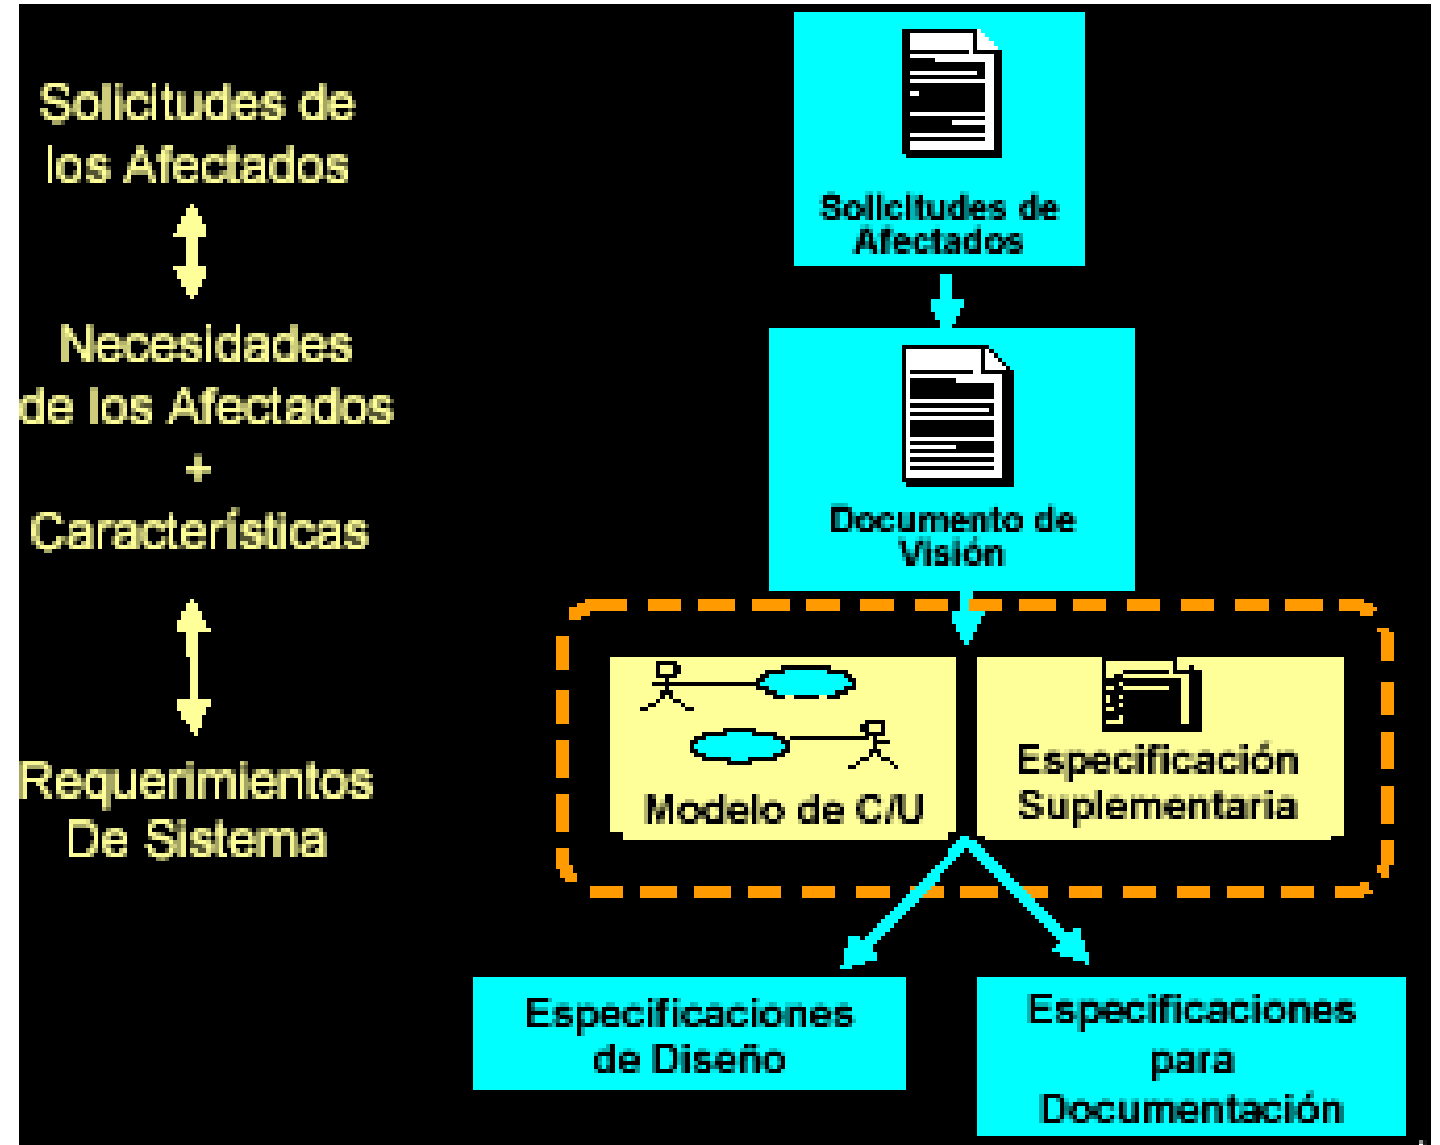 Solicitudes de
los Afectados
Necesidades
de los Afectados
+
Características
Requerimientos
De Sistema
Solicitudes de
Afectados
Documento de
Visión
Modelo de C/U
Especificación
Suplementaria
Especificaciones
de Diseño
Especificaciones
para
Documentación